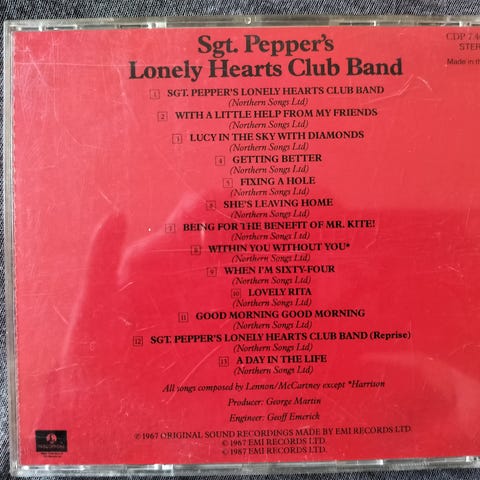 Sgt. Pepper's
CDP 7 4
Lonely Hearts Club Band
STER
Made in th
1 SGT. PEPPER'S LONELY HEARTS CLUB BAND
(Northern Songs Ltd)
2 WITH A LITTLE HELP FROM MY FRIENDS
(Northern Songs Ltd)
3 LUCY IN THE SKY WITH DIAMONDS
(Northern Songs Ltd)
4 GETTING BETTER
(Northern Songs Ltd)
5 FIXING A HOLE
(Northern Songs Ltd)
6 SHE'S LEAVING HOME
(Northern Songs Ltd)
7 BEING FOR THE BENEFIT OF MR. KITE!
(Northern Songs Ltd)
8 WITHIN YOU WITHOUT YOU*
(Northern Songs Ltd)
9 WHEN I'M SIXTY-FOUR
(Northern Songs Ltd)
10 LOVELY RITA
(Northern Songs Ltd)
11 GOOD MORNING GOOD MORNING
(Northern Songs Ltd)
12 SGT. PEPPER'S LONELY HEARTS CLUB BAND (Reprise)
(Northern Songs Ltd)
13 A DAY IN THE LIFE
(Northern Songs Ltd)
All songs composed by Lennon/McCartney except *Harrison
Producer: George Martin
Engineer: Geoff Emerick
℗ 1967 ORIGINAL SOUND RECORDINGS MADE BY EMI RECORDS LTD.
© 1967 EMI RECORDS LTD.
© 1987 EMI RECORDS LTD.
PARLOPHONE